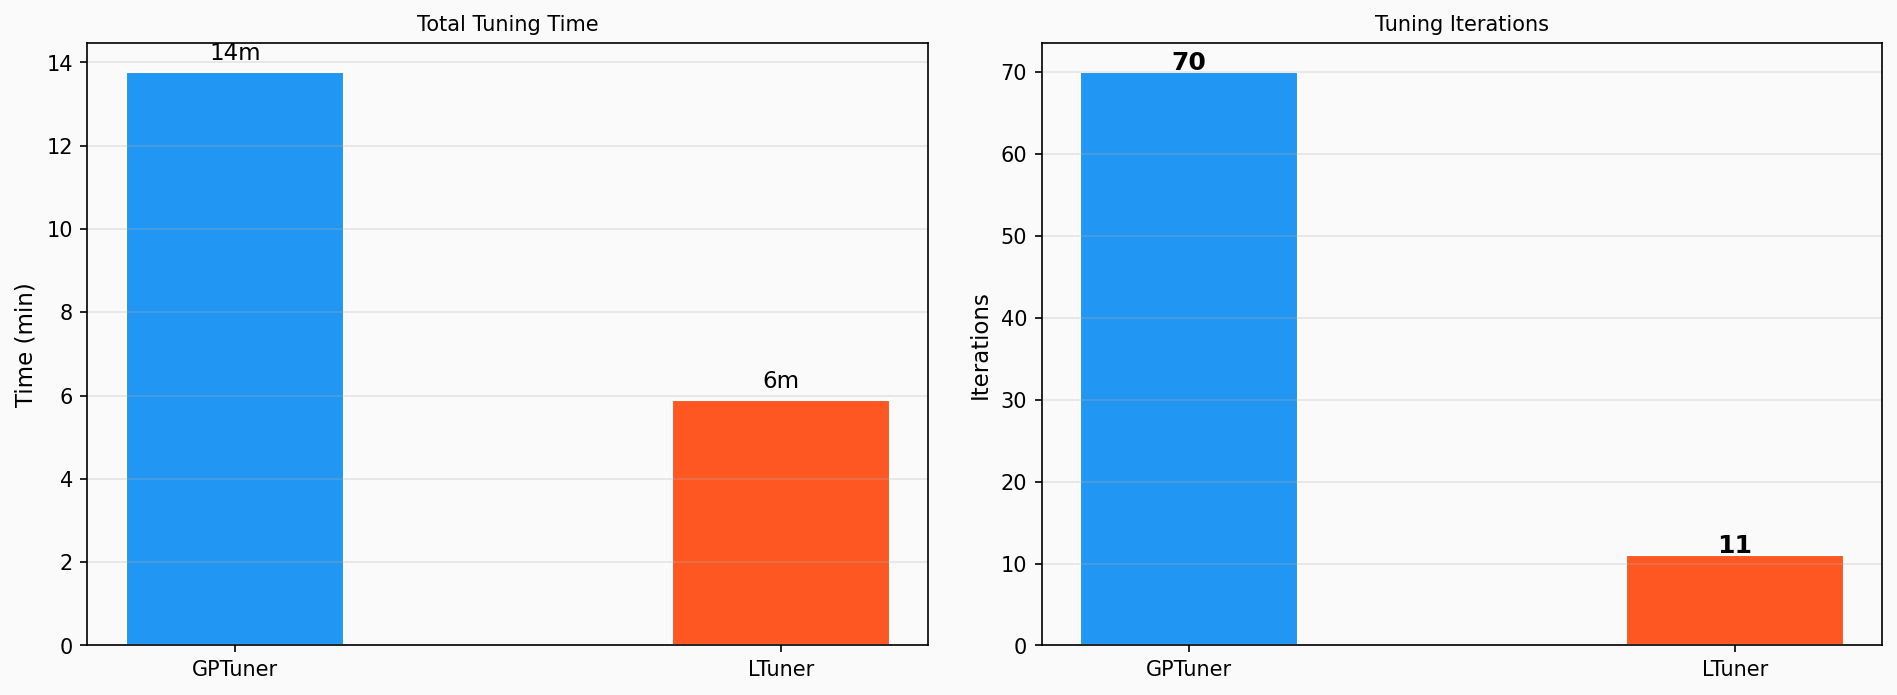 Total Tuning Time
14m
14
12
10
8
6
4
2
0
Time (min)
6m
GPTuner
LTuner
Tuning Iterations
70
70
60
50
40
30
20
10
0
Iterations
11
GPTuner
LTuner